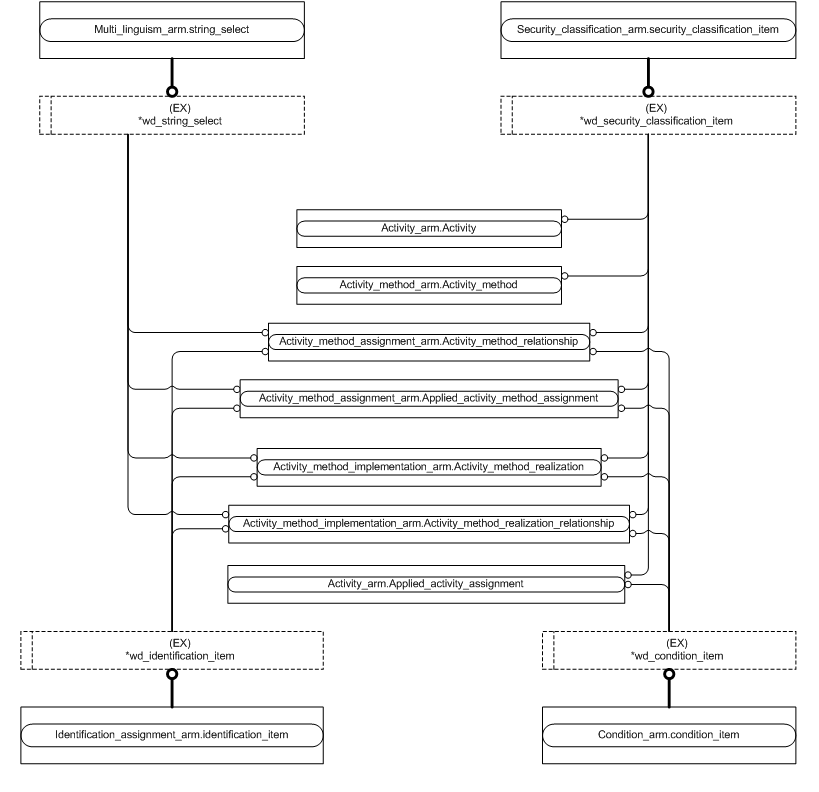 Multi_linguism_arm.string_select
Security_classification_arm.security_classification_item
(EX)
*wd_string_select
(EX)
*wd_security_classification_item
Activity_arm.Activity
Activity_method_arm.Activity_method
Activity_method_assignment_arm.Activity_method_relationship
Activity_method_assignment_arm.Applied_activity_method_assignment
Activity_method_implementation_arm.Activity_method_realization
Activity_method_implementation_arm.Activity_method_realization_relationship
Activity_arm.Applied_activity_assignment
(EX)
*wd_identification_item
(EX)
*wd_condition_item
Identification_assignment_arm.identification_item
Condition_arm.condition_item